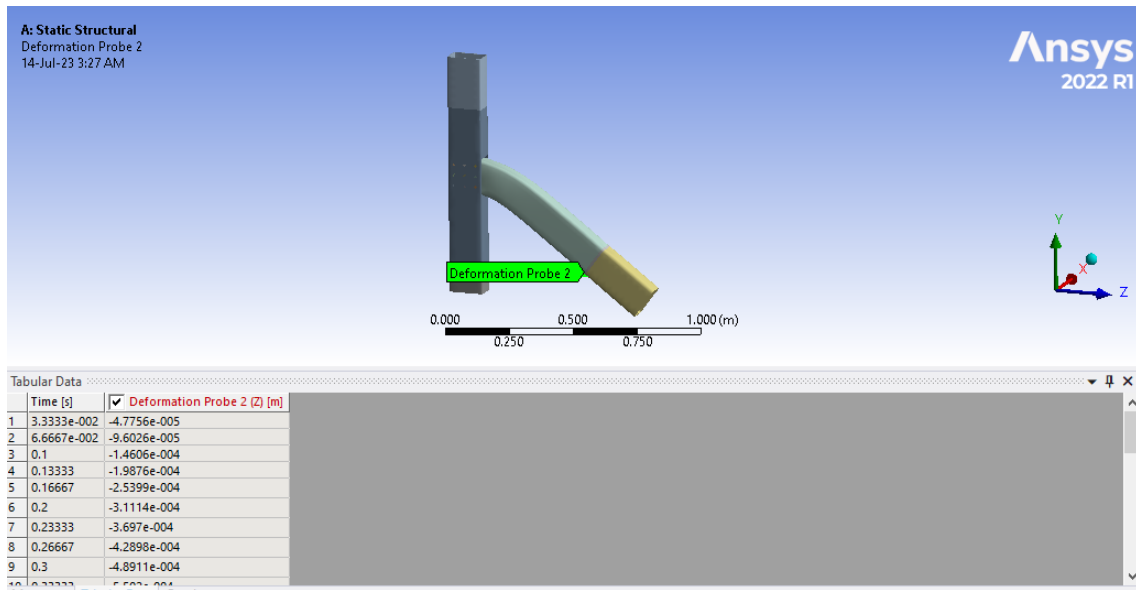 A: Static Structural
Deformation Probe 2
14-Jul-23 3:27 AM
Ansys
2022 R1
Deformation Probe 2
Y
X
Z
0.000 0.500 1.000 (m)
0.250 0.750
Tabular Data
Time [s] Deformation Probe 2 (Z) [m]
1 3.3333e-002 -4.7756e-005
2 6.6667e-002 -9.6026e-005
3 0.1 -1.4606e-004
4 0.13333 -1.9876e-004
5 0.16667 -2.5399e-004
6 0.2 -3.1114e-004
7 0.23333 -3.697e-004
8 0.26667 -4.2898e-004
9 0.3 -4.8911e-004